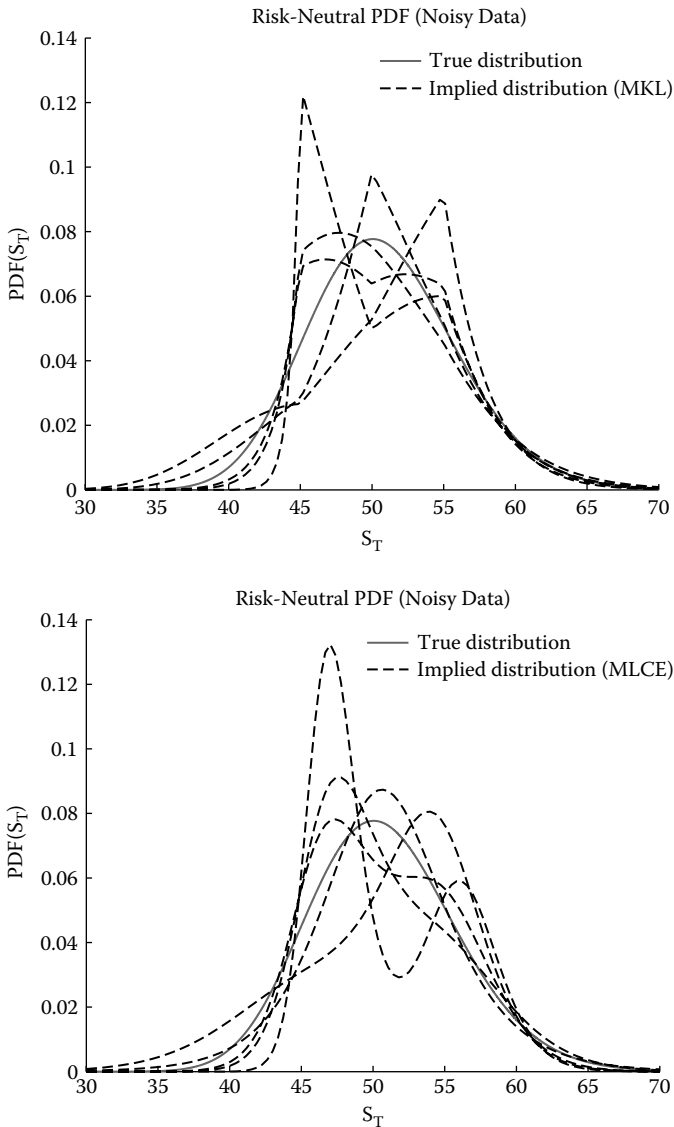 Risk-Neutral PDF (Noisy Data)
0.14
True distribution
Implied distribution (MKL)
0.12
0.1
0.08
PDF(S_T)
0.06
0.04
0.02
0
30 35 40 45 50 55 60 65 70
S_T
Risk-Neutral PDF (Noisy Data)
0.14
True distribution
Implied distribution (MLCE)
0.12
0.1
0.08
PDF(S_T)
0.06
0.04
0.02
0
30 35 40 45 50 55 60 65 70
S_T